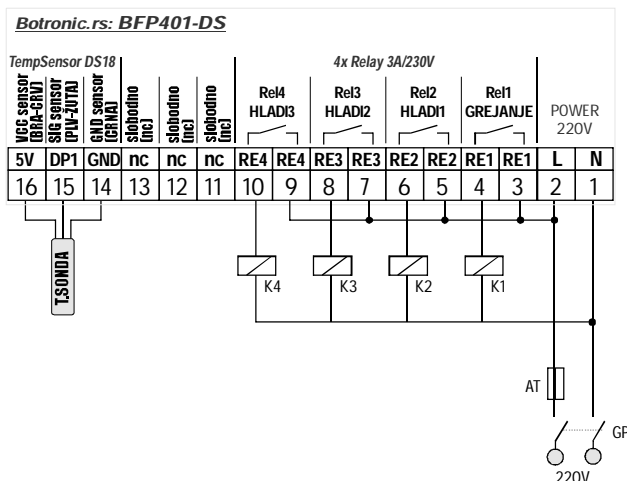 Botronic.rs: BFP401-DS
TempSensor DS18
4x Relay 3A/230V
VCC sensor
(BRA-CRV)
SIG sensor
(PLV-ŽUTA)
GND sensor
(CRNA)
slobodno
(nc)
slobodno
(nc)
slobodno
(nc)
Rel4
HLADI3
Rel3
HLADI2
Rel2
HLADI1
Rel1
GREJANJE
POWER
220V
5V DP1 GND nc nc nc RE4 RE4 RE3 RE3 RE2 RE2 RE1 RE1 L N
16 15 14 13 12 11 10 9 8 7 6 5 4 3 2 1
T.SONDA
K4 K3 K2 K1
AT
GP
220V